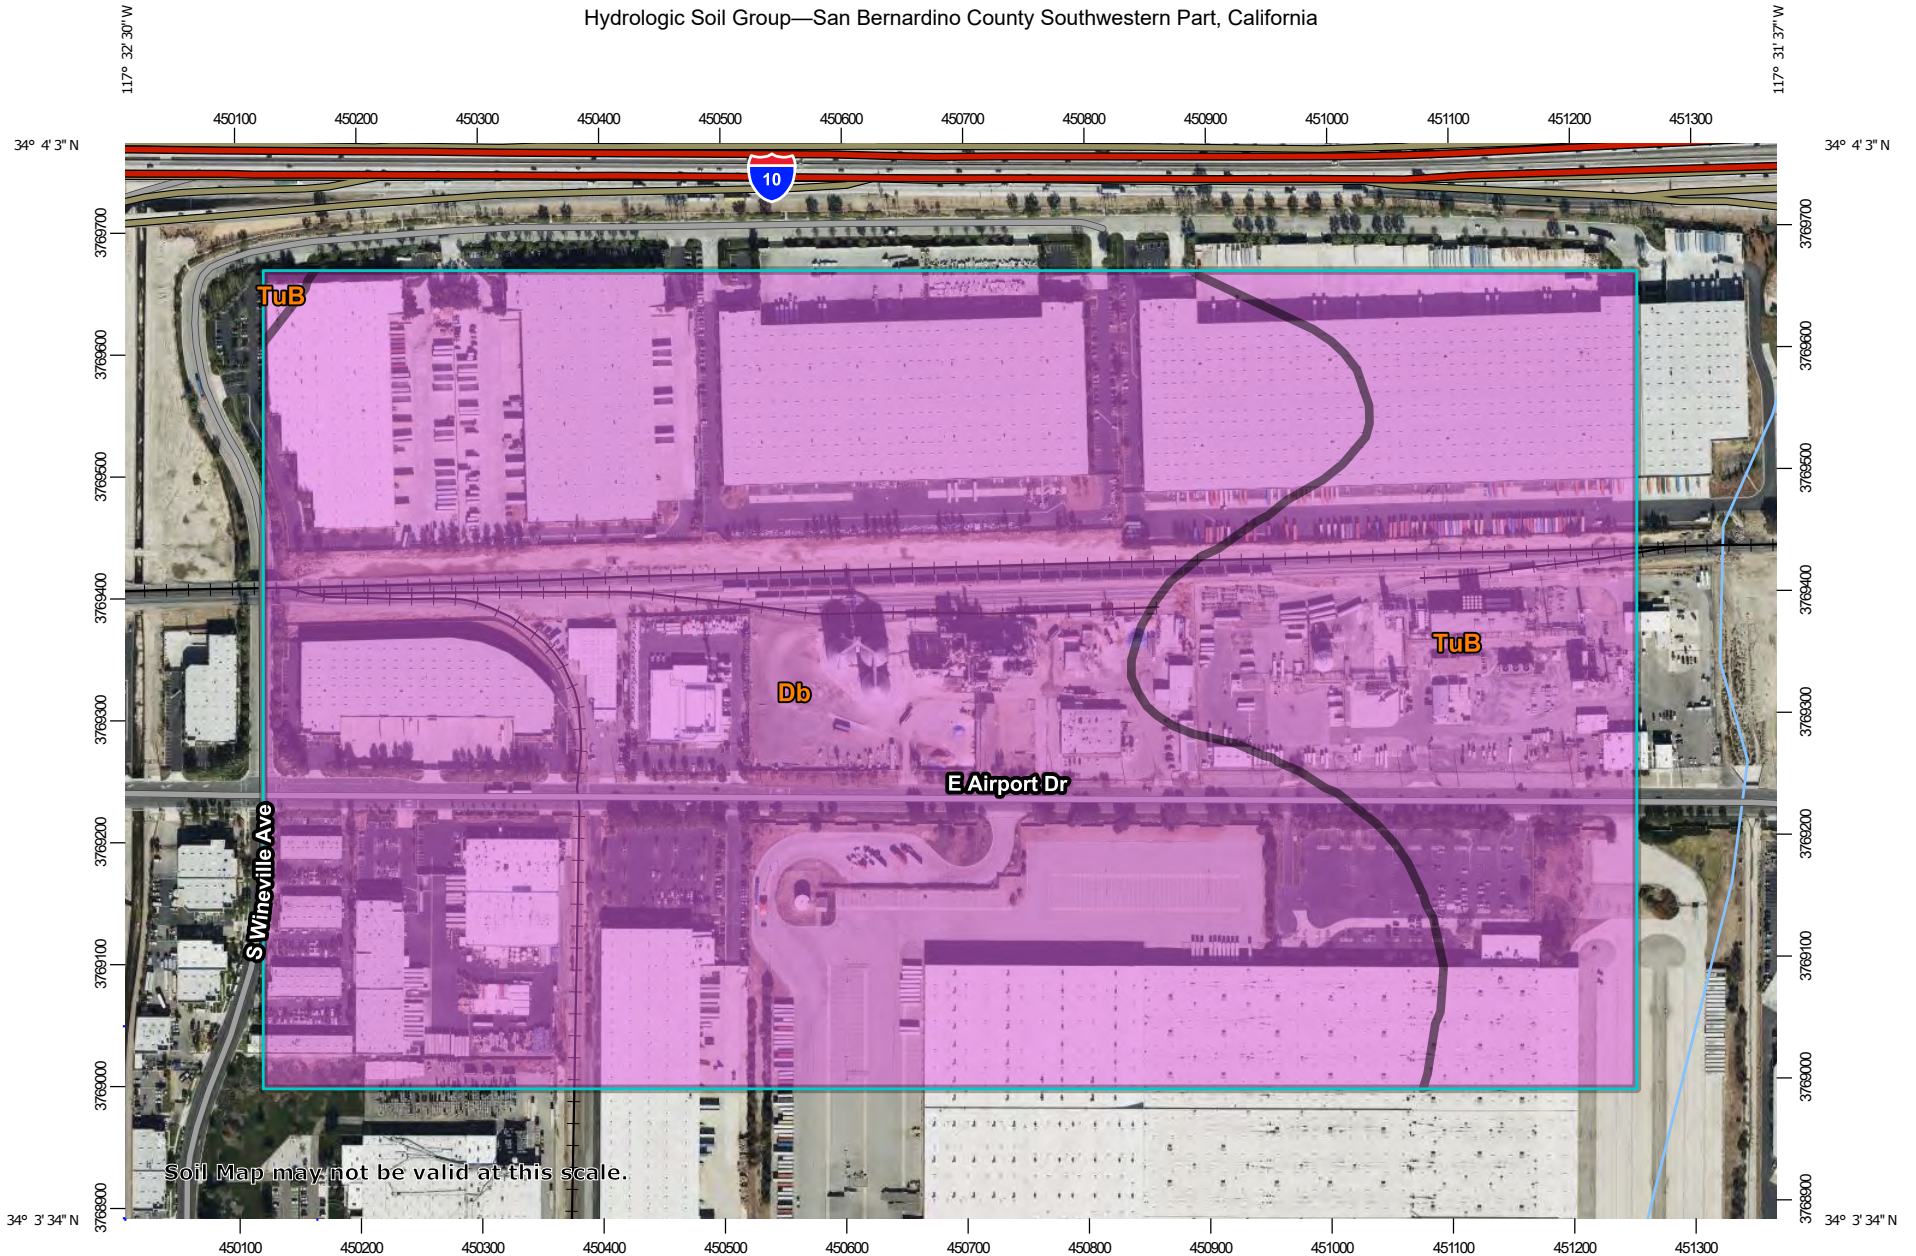 Hydrologic Soil Group—San Bernardino County Southwestern Part, California
117° 32' 30" W
117° 31' 37" W
450100 450200 450300 450400 450500 450600 450700 450800 450900 451000 451100 451200 451300
34° 4' 3" N
34° 4' 3" N
10
3769700
3769700
TuB
3769600
3769600
3769500
3769500
3769400
3769400
TuB
Db
3769300
3769300
E Airport Dr
S Wineville Ave
3769200
3769200
3769100
3769100
3769000
3769000
Soil Map may not be valid at this scale.
3768900
3768900
34° 3' 34" N
34° 3' 34" N
450100 450200 450300 450400 450500 450600 450700 450800 450900 451000 451100 451200 451300